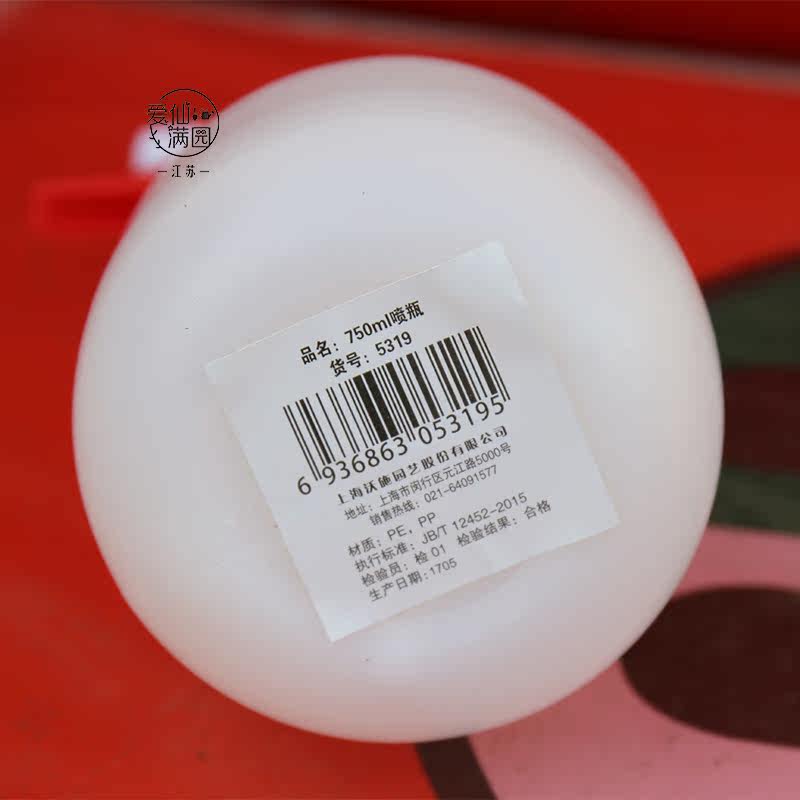 爱仙
满园
江苏
品名：750ml喷瓶
货号：5319
6 936863 053195
上海沃施园艺股份有限公司
地址：上海市闵行区元江路5000号
销售热线：021-64091577
材质：PE，PP
执行标准：JB/T 12452-2015
检验员：检 01 检验结果：合格
生产日期：1705